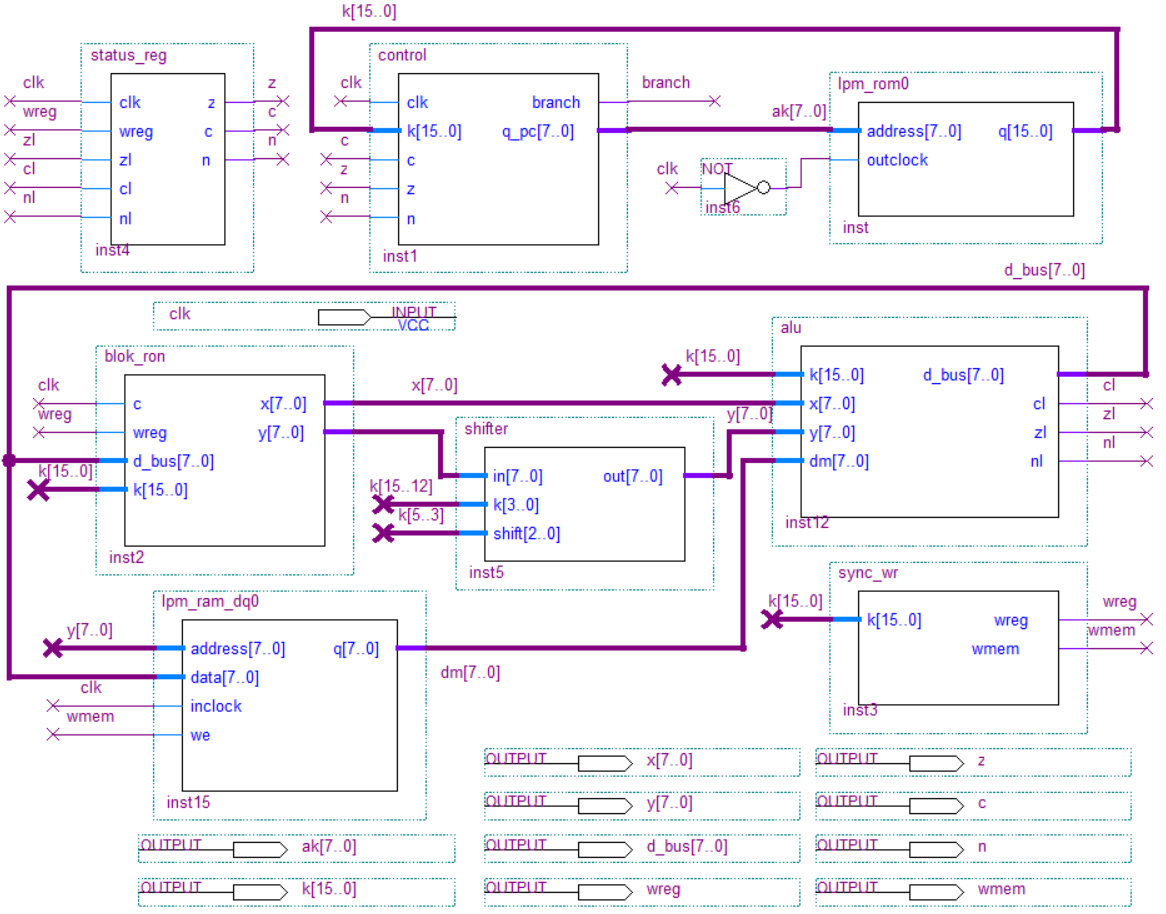 k[15..0]
status_reg
clk
wreg
zl
cl
nl
clk
wreg
zl
cl
nl
z
c
n
z
c
n
inst4
control
clk
c
z
n
clk
k[15..0]
c
z
n
branch
q_pc[7..0]
branch
inst1
ak[7..0]
clk
NOT
inst6
lpm_rom0
address[7..0]
outclock
q[15..0]
inst
d_bus[7..0]
clk
INPUT
VCC
blok_ron
clk
wreg
k[15..0]
c
wreg
d_bus[7..0]
k[15..0]
x[7..0]
y[7..0]
inst2
x[7..0]
shifter
k[15..12]
k[5..3]
in[7..0]
k[3..0]
shift[2..0]
out[7..0]
inst5
y[7..0]
alu
k[15..0]
k[15..0]
x[7..0]
y[7..0]
dm[7..0]
d_bus[7..0]
cl
zl
nl
cl
zl
nl
inst12
lpm_ram_dq0
y[7..0]
clk
wmem
address[7..0]
data[7..0]
inclock
we
q[7..0]
inst15
dm[7..0]
sync_wr
k[15..0]
k[15..0]
wreg
wmem
wreg
wmem
inst3
OUTPUT x[7..0]
OUTPUT z
OUTPUT y[7..0]
OUTPUT c
OUTPUT ak[7..0]
OUTPUT d_bus[7..0]
OUTPUT n
OUTPUT k[15..0]
OUTPUT wreg
OUTPUT wmem